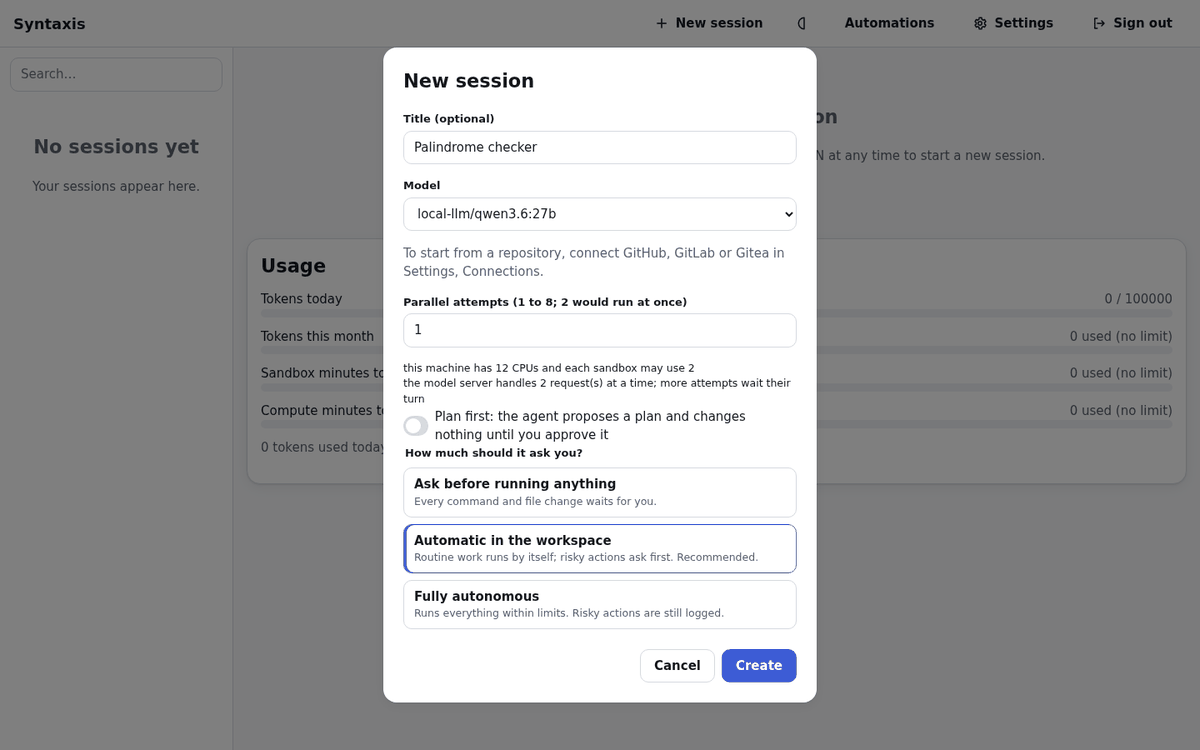 Syntaxis
New session
Automations
Settings
Sign out
Search...
No sessions yet
Your sessions appear here.
on
N at any time to start a new session.
Usage
Tokens today
0 / 100000
Tokens this month
0 used (no limit)
Sandbox minutes to
0 used (no limit)
Compute minutes t
0 used (no limit)
0 tokens used today
New session
Title (optional)
Palindrome checker
Model
local-llm/qwen3.6:27b
To start from a repository, connect GitHub, GitLab or Gitea in
Settings, Connections.
Parallel attempts (1 to 8; 2 would run at once)
1
this machine has 12 CPUs and each sandbox may use 2
the model server handles 2 request(s) at a time; more attempts wait their
turn
Plan first: the agent proposes a plan and changes
nothing until you approve it
How much should it ask you?
Ask before running anything
Every command and file change waits for you.
Automatic in the workspace
Routine work runs by itself; risky actions ask first. Recommended.
Fully autonomous
Runs everything within limits. Risky actions are still logged.
Cancel
Create